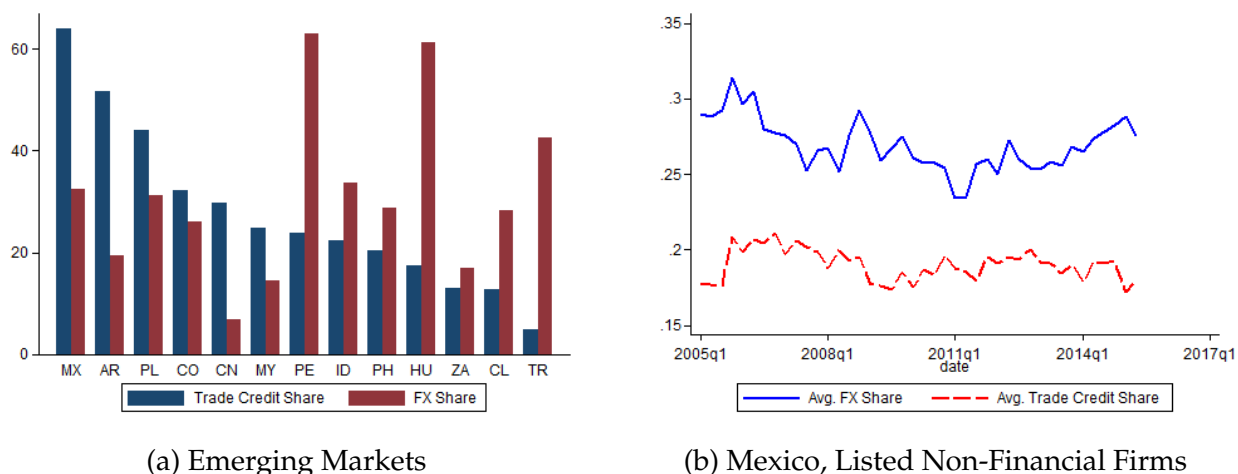 60
40
20
0
MX AR PL CO CN MY PE ID PH HU ZA CL TR
Trade Credit Share FX Share
(a) Emerging Markets
.35
.3
.25
.2
.15
2005q1 2008q1 2011q1 2014q1 2017q1
date
Avg. FX Share Avg. Trade Credit Share
(b) Mexico, Listed Non-Financial Firms